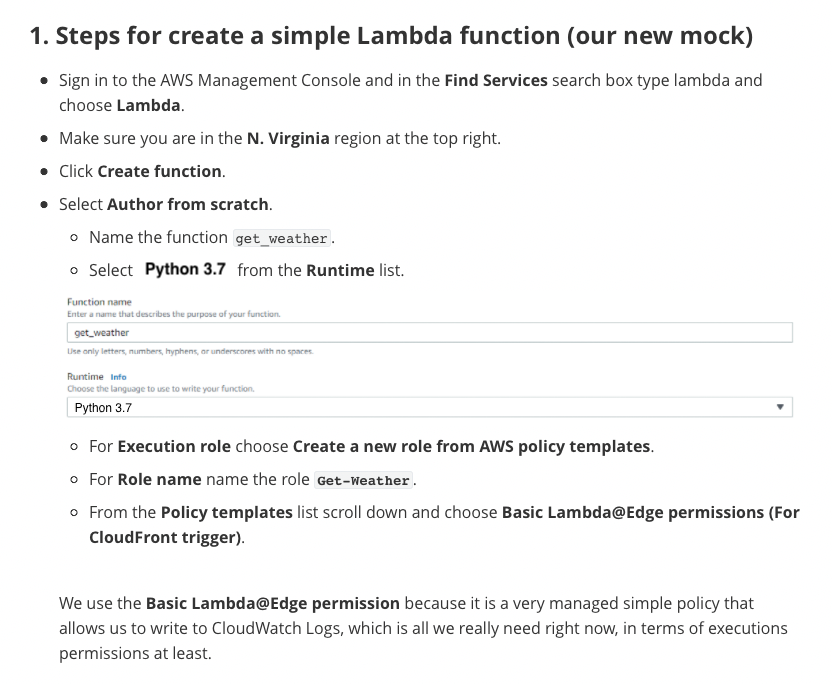 1. Steps for create a simple Lambda function (our new mock)
Sign in to the AWS Management Console and in the Find Services search box type lambda and
choose Lambda.
Make sure you are in the N. Virginia region at the top right.
Click Create function.
Select Author from scratch.
Name the function get_weather.
Select Python 3.7 from the Runtime list.
Function name
Enter a name that describes the purpose of your function.
get_weather
Use only letters, numbers, hyphens, or underscores with no spaces.
Runtime Info
Choose the language to use to write your function.
Python 3.7
For Execution role choose Create a new role from AWS policy templates.
For Role name name the role Get-Weather.
From the Policy templates list scroll down and choose Basic Lambda@Edge permissions (For
CloudFront trigger).
We use the Basic Lambda@Edge permission because it is a very managed simple policy that
allows us to write to CloudWatch Logs, which is all we really need right now, in terms of executions
permissions at least.